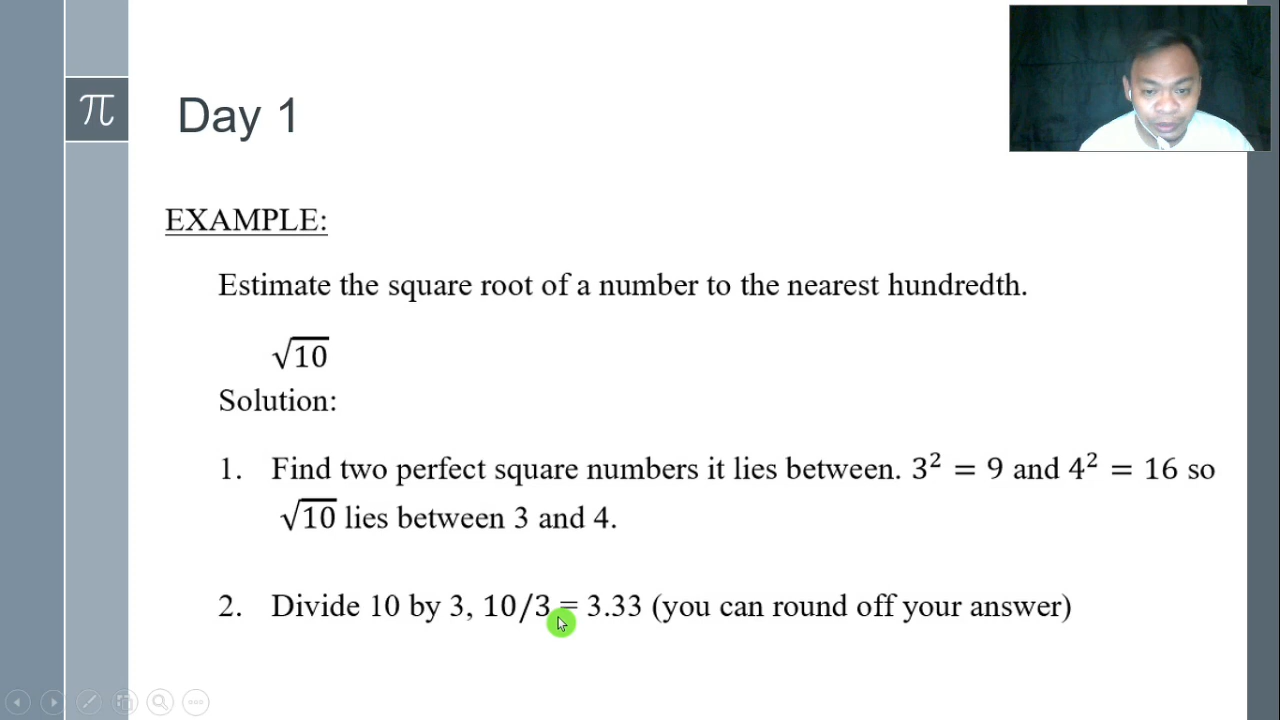 π
Day 1
EXAMPLE:
Estimate the square root of a number to the nearest hundredth.
√10
Solution:
1. Find two perfect square numbers it lies between. 3² = 9 and 4² = 16 so
√10 lies between 3 and 4.
2. Divide 10 by 3, 10/3 = 3.33 (you can round off your answer)